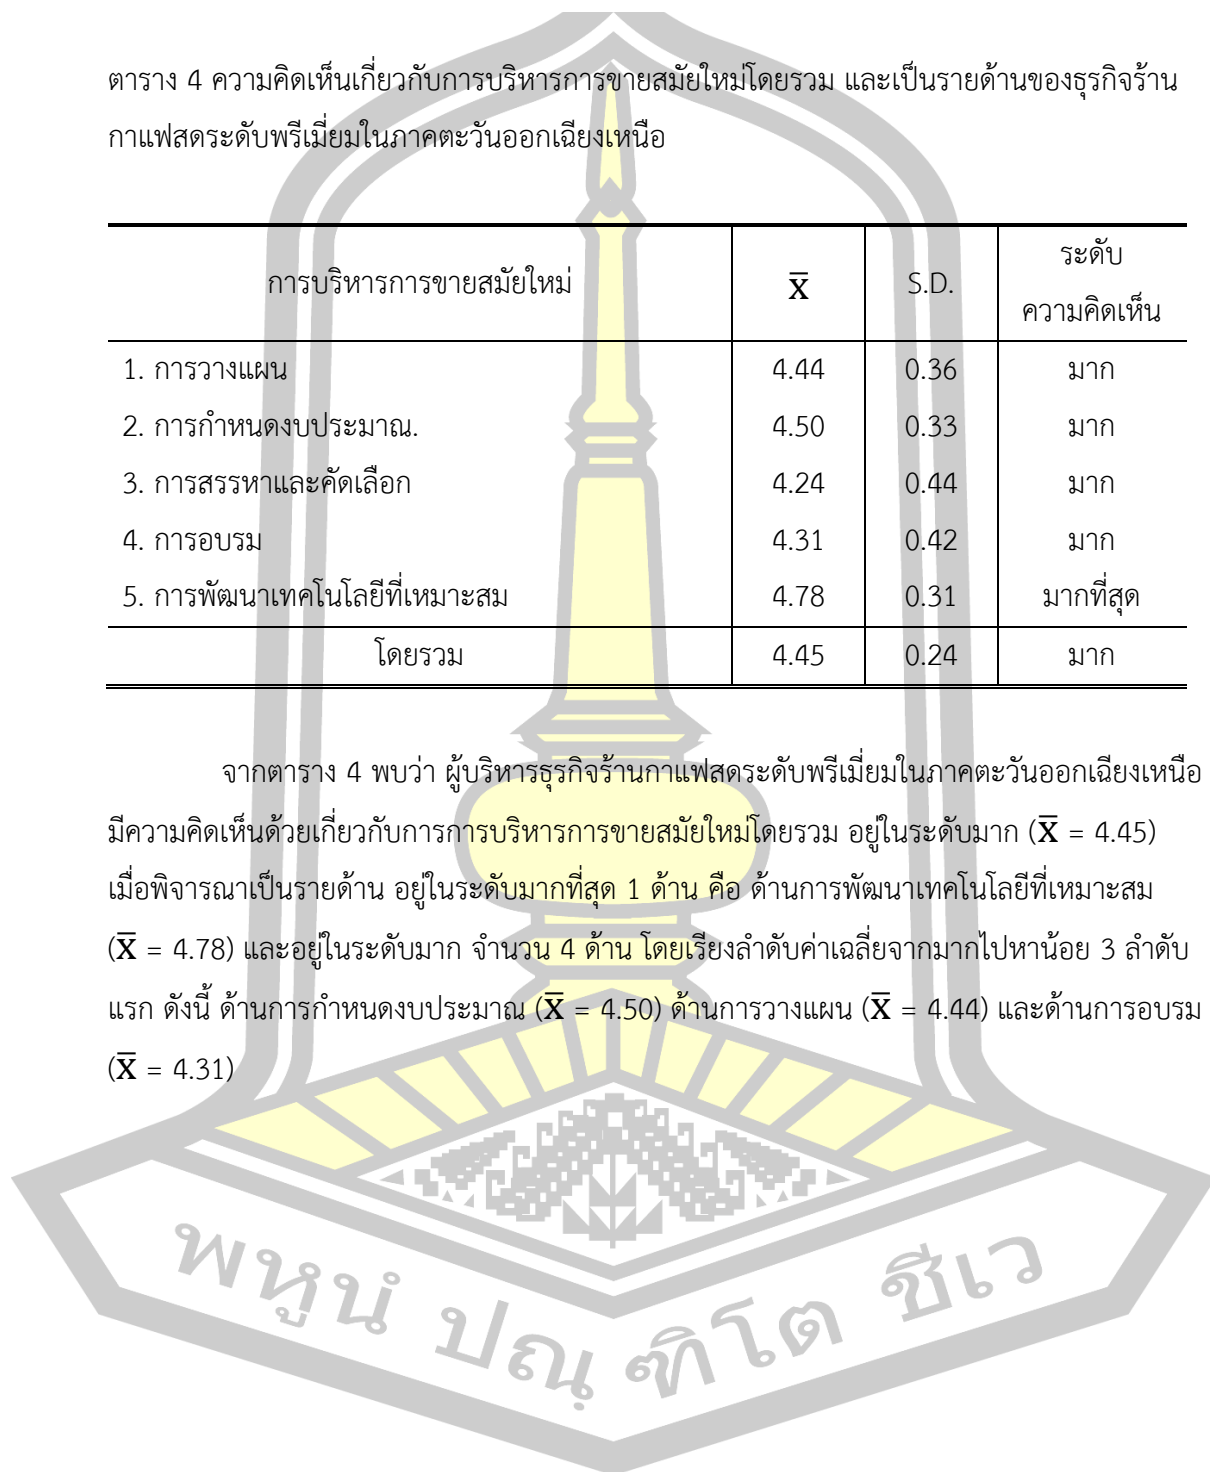 ตาราง 4 ความคิดเห็นเกี่ยวกับการบริหารการขายสมัยใหม่โดยรวม และเป็นรายด้านของธุรกิจร้าน
กาแฟสดระดับพรีเมี่ยมในภาคตะวันออกเฉียงเหนือ
การบริหารการขายสมัยใหม่ X̅ S.D. ระดับ
ความคิดเห็น
1. การวางแผน 4.44 0.36 มาก
2. การกำหนดงบประมาณ. 4.50 0.33 มาก
3. การสรรหาและคัดเลือก 4.24 0.44 มาก
4. การอบรม 4.31 0.42 มาก
5. การพัฒนาเทคโนโลยีที่เหมาะสม 4.78 0.31 มากที่สุด
โดยรวม 4.45 0.24 มาก
จากตาราง 4 พบว่า ผู้บริหารธุรกิจร้านกาแฟสดระดับพรีเมี่ยมในภาคตะวันออกเฉียงเหนือ
มีความคิดเห็นด้วยเกี่ยวกับการการบริหารการขายสมัยใหม่โดยรวม อยู่ในระดับมาก (X̅ = 4.45)
เมื่อพิจารณาเป็นรายด้าน อยู่ในระดับมากที่สุด 1 ด้าน คือ ด้านการพัฒนาเทคโนโลยีที่เหมาะสม
(X̅ = 4.78) และอยู่ในระดับมาก จำนวน 4 ด้าน โดยเรียงลำดับค่าเฉลี่ยจากมากไปหาน้อย 3 ลำดับ
แรก ดังนี้ ด้านการกำหนดงบประมาณ (X̅ = 4.50) ด้านการวางแผน (X̅ = 4.44) และด้านการอบรม
(X̅ = 4.31)
พหูนํ ปณฺ ฑิโต ชีเว